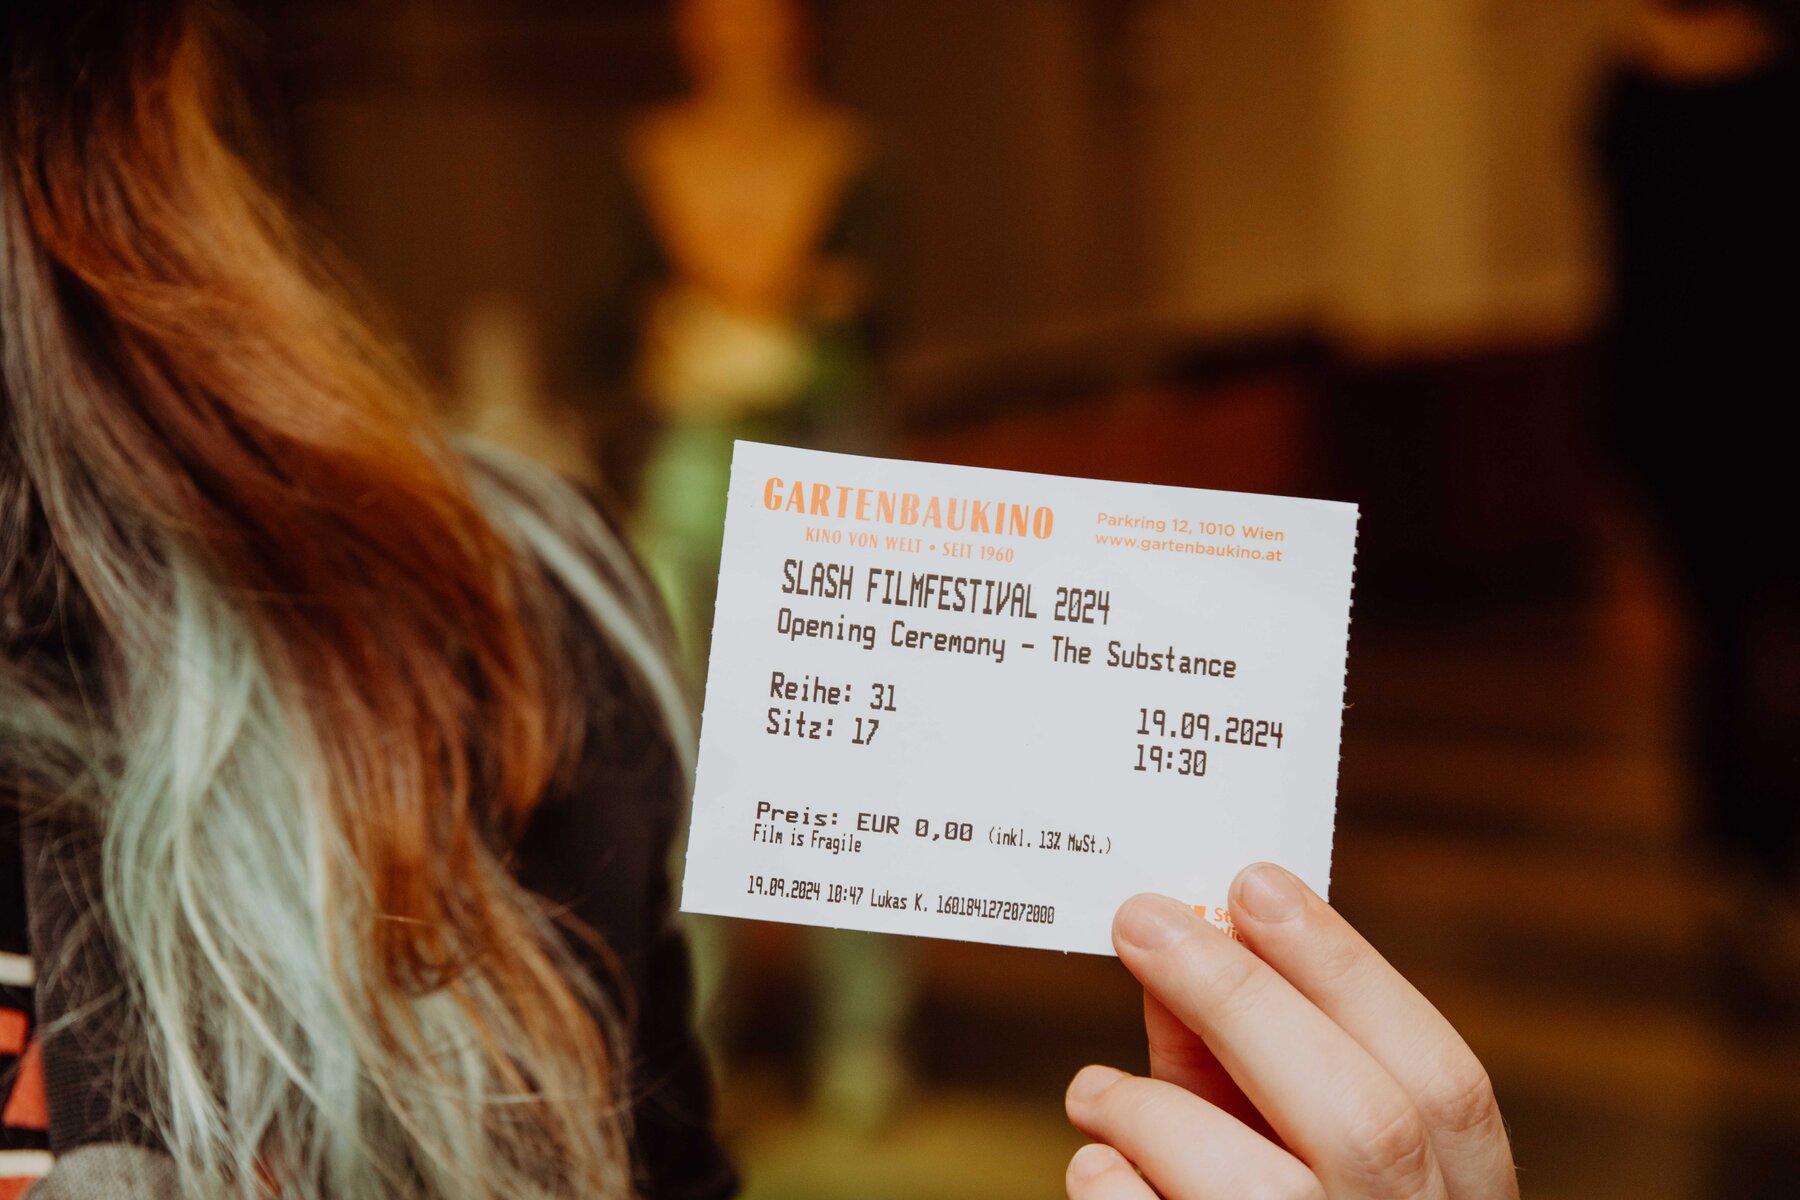 GARTENBAUKINO
KINO VON WELT • SEIT 1960
Parkring 12, 1010 Wien
www.gartenbaukino.at
SLASH FILMFESTIVAL 2024
Opening Ceremony - The Substance
Reihe: 31
Sitz: 17
19.09.2024
19:30
Preis: EUR 0,00 (inkl. 13% MwSt.)
Film is Fragile
19.09.2024 10:47 Lukas K. 1601841272072000